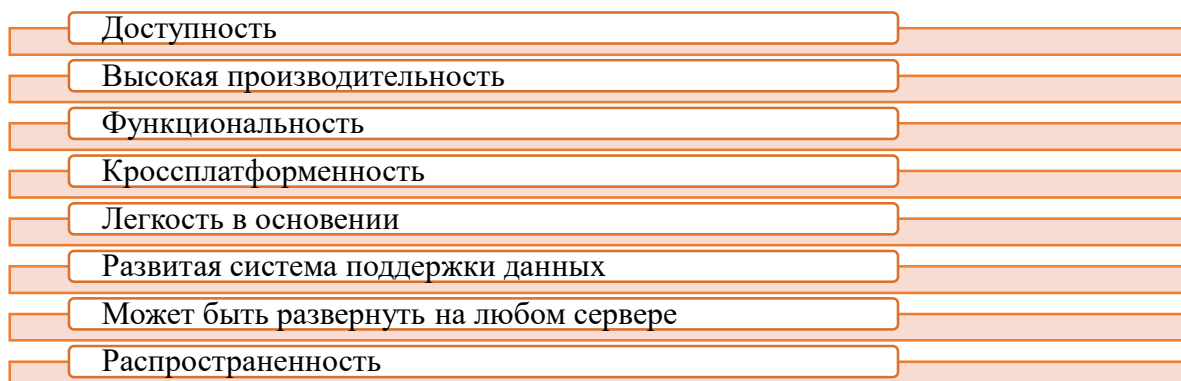 Доступность
Высокая производительность
Функциональность
Кроссплатформенность
Легкость в основении
Развитая система поддержки данных
Может быть развернуть на любом сервере
Распространенность